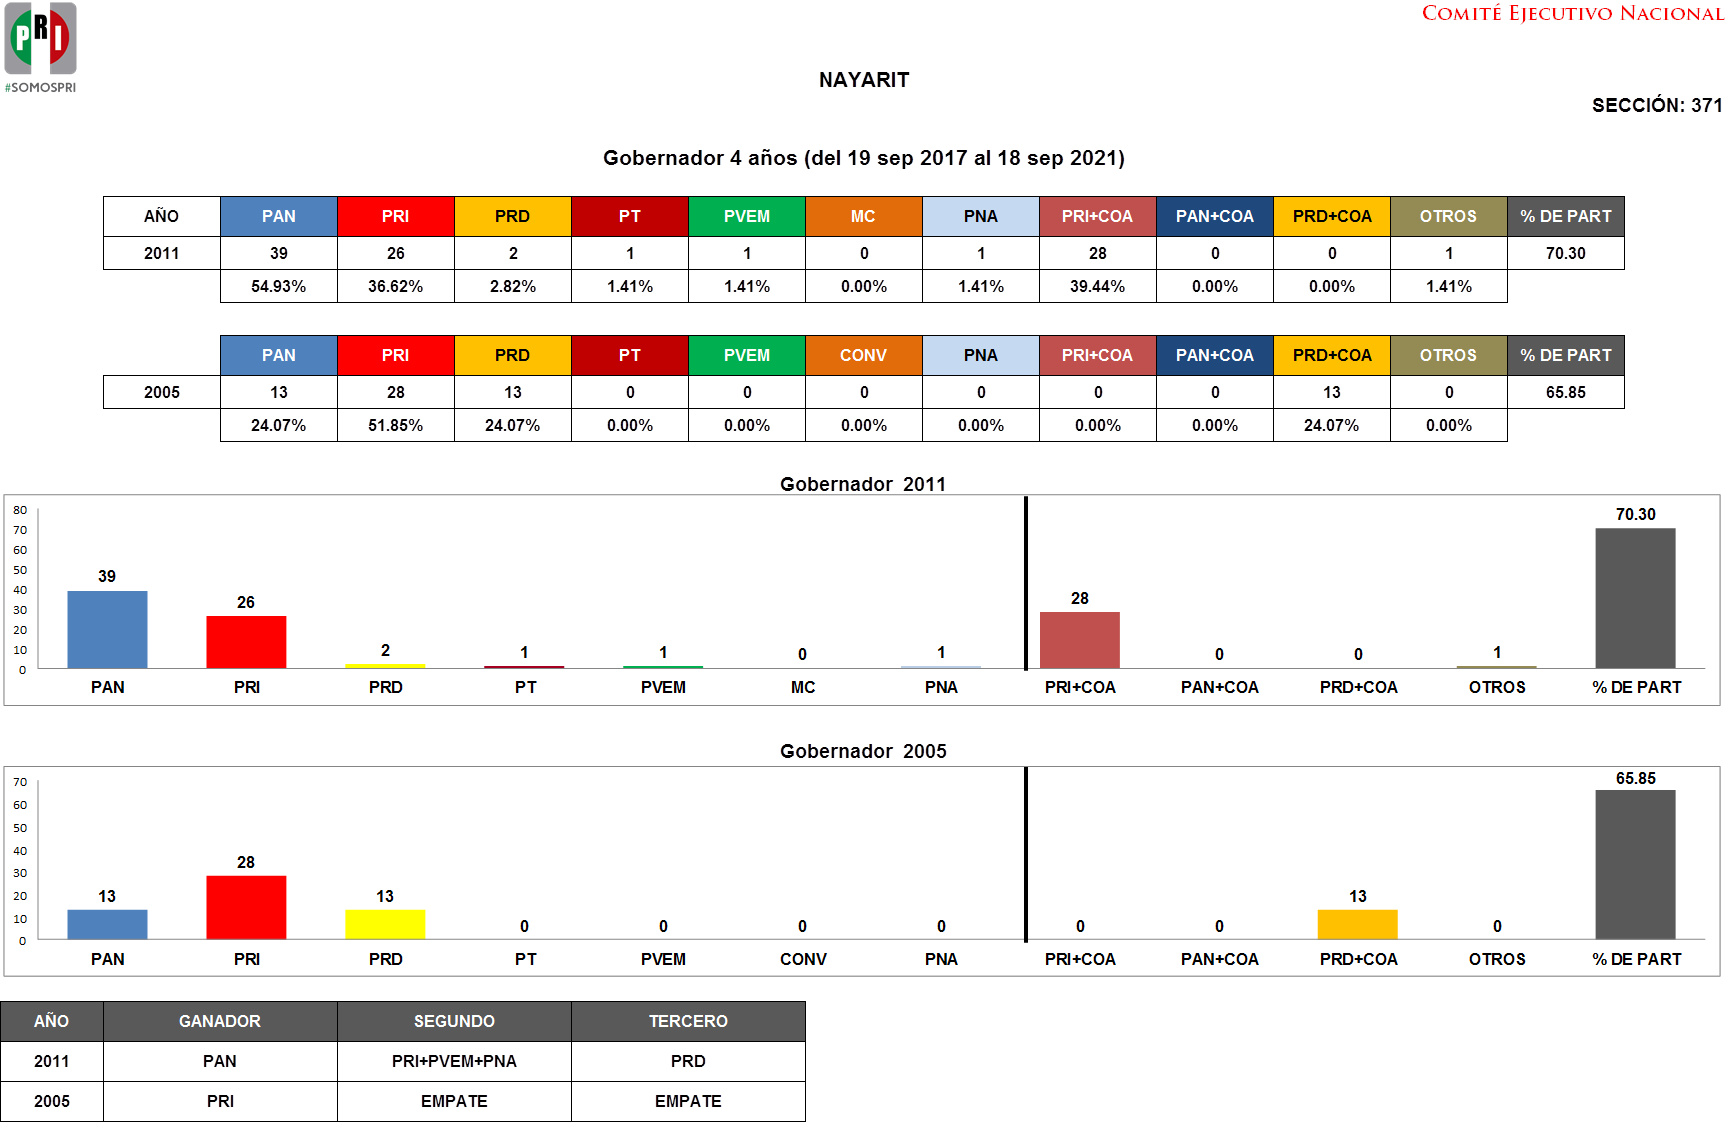 PRI
#SOMOSPRI
COMITÉ EJECUTIVO NACIONAL
NAYARIT
SECCIÓN: 371
Gobernador 4 años (del 19 sep 2017 al 18 sep 2021)
AÑO PAN PRI PRD PT PVEM MC PNA PRI+COA PAN+COA PRD+COA OTROS % DE PART
2011 39 26 2 1 1 0 1 28 0 0 1 70.30
54.93% 36.62% 2.82% 1.41% 1.41% 0.00% 1.41% 39.44% 0.00% 0.00% 1.41%
PAN PRI PRD PT PVEM CONV PNA PRI+COA PAN+COA PRD+COA OTROS % DE PART
2005 13 28 13 0 0 0 0 0 0 13 0 65.85
24.07% 51.85% 24.07% 0.00% 0.00% 0.00% 0.00% 0.00% 0.00% 24.07% 0.00%
Gobernador 2011
80
70
60
50
40
30
20
10
0
39 26 2 1 1 0 1 28 0 0 1 70.30
PAN PRI PRD PT PVEM MC PNA PRI+COA PAN+COA PRD+COA OTROS % DE PART
Gobernador 2005
70
60
50
40
30
20
10
0
13 28 13 0 0 0 0 0 0 13 0 65.85
PAN PRI PRD PT PVEM CONV PNA PRI+COA PAN+COA PRD+COA OTROS % DE PART
AÑO GANADOR SEGUNDO TERCERO
2011 PAN PRI+PVEM+PNA PRD
2005 PRI EMPATE EMPATE